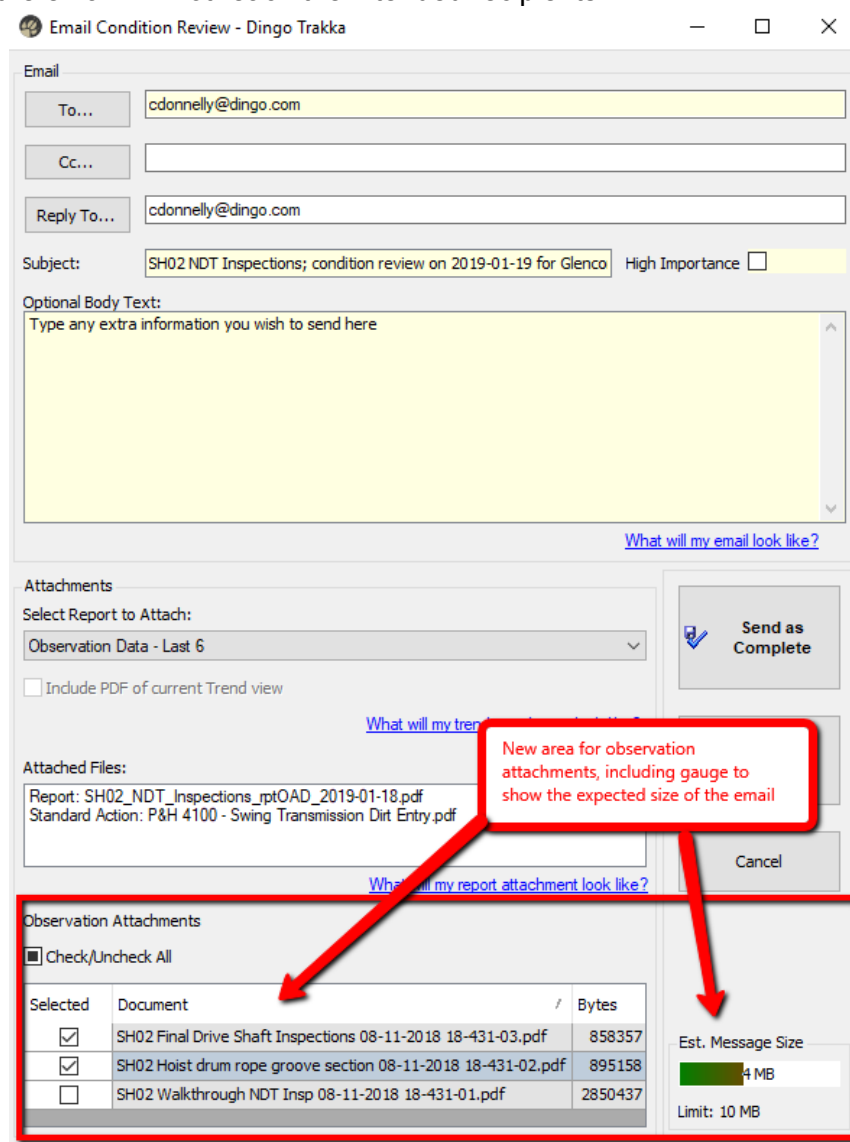 Email Condition Review - Dingo Trakka
Email
To... cdonnelly@dingo.com
Cc...
Reply To... cdonnelly@dingo.com
Subject: SH02 NDT Inspections; condition review on 2019-01-19 for Glenco High Importance
Optional Body Text:
Type any extra information you wish to send here
What will my email look like?
Attachments
Select Report to Attach:
Observation Data - Last 6
Send as
Complete
Include PDF of current Trend view
What will my
New area for observation
attachments, including gauge to
show the expected size of the email
Attached Files:
Report: SH02_NDT_Inspections_rptOAD_2019-01-18.pdf
Standard Action: P&H 4100 - Swing Transmission Dirt Entry.pdf
Cancel
What will my report attachment look like?
Observation Attachments
Check/Uncheck All
Selected Document / Bytes
SH02 Final Drive Shaft Inspections 08-11-2018 18-431-03.pdf 858357
SH02 Hoist drum rope groove section 08-11-2018 18-431-02.pdf 895158
SH02 Walkthrough NDT Insp 08-11-2018 18-431-01.pdf 2850437
Est. Message Size
4 MB
Limit: 10 MB